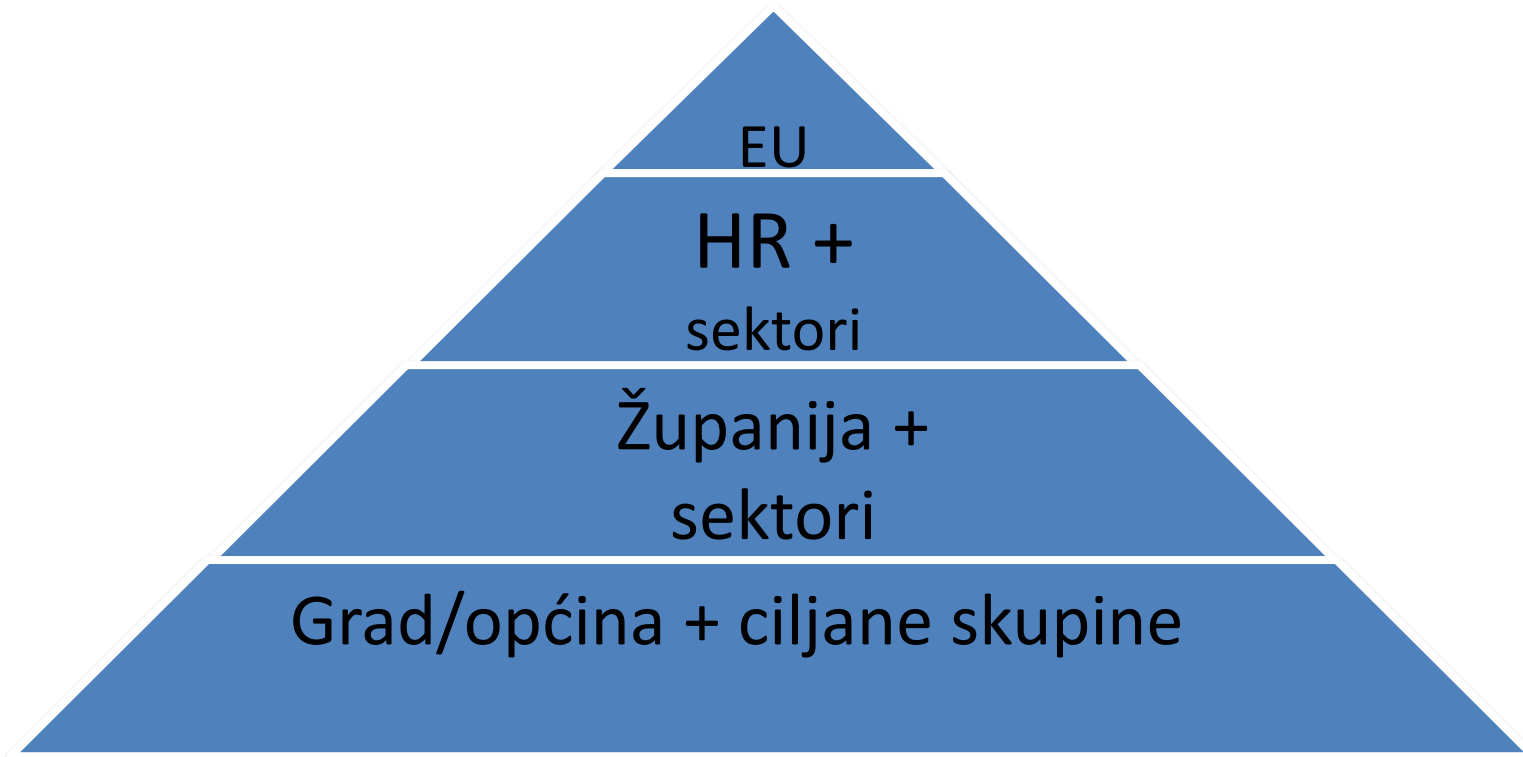 EU
HR +
sektori
Županija +
sektori
Grad/općina + ciljane skupine